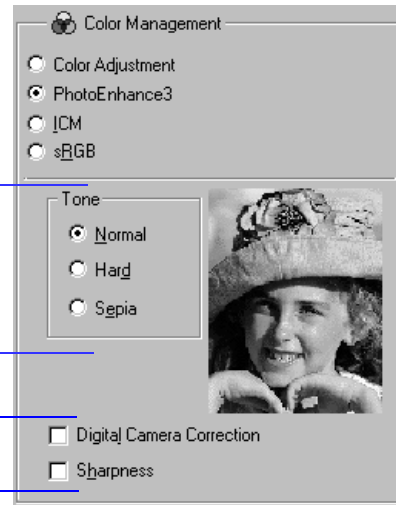 Color Management
Color Adjustment
PhotoEnhance3
ICM
sRGB
Tone
Normal
Hard
Sepia
Digital Camera Correction
Sharpness